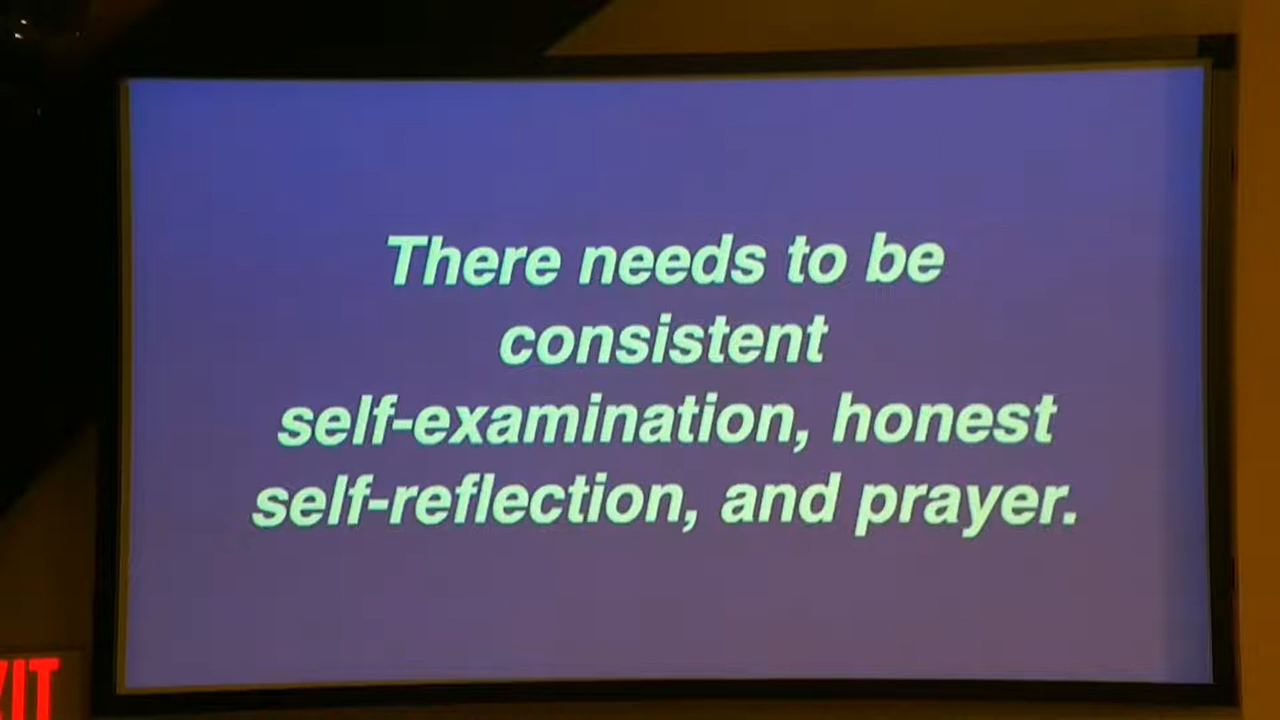 There needs to be
consistent
self-examination, honest
self-reflection, and prayer.
XIT